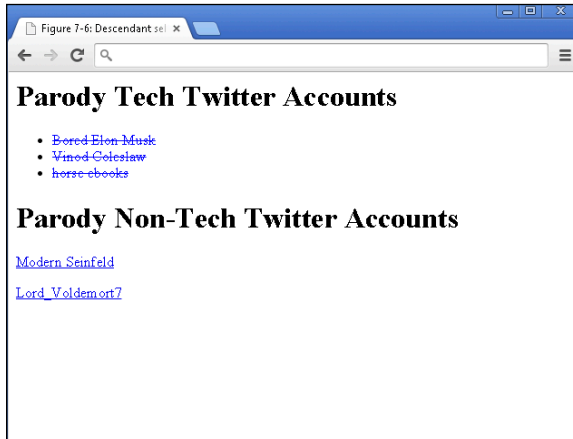 Figure 7-6: Descendant sel
Parody Tech Twitter Accounts
Bored Elon Musk
Vinod Coleslaw
horse ebooks
Parody Non-Tech Twitter Accounts
Modern Seinfeld
Lord_Voldemort7